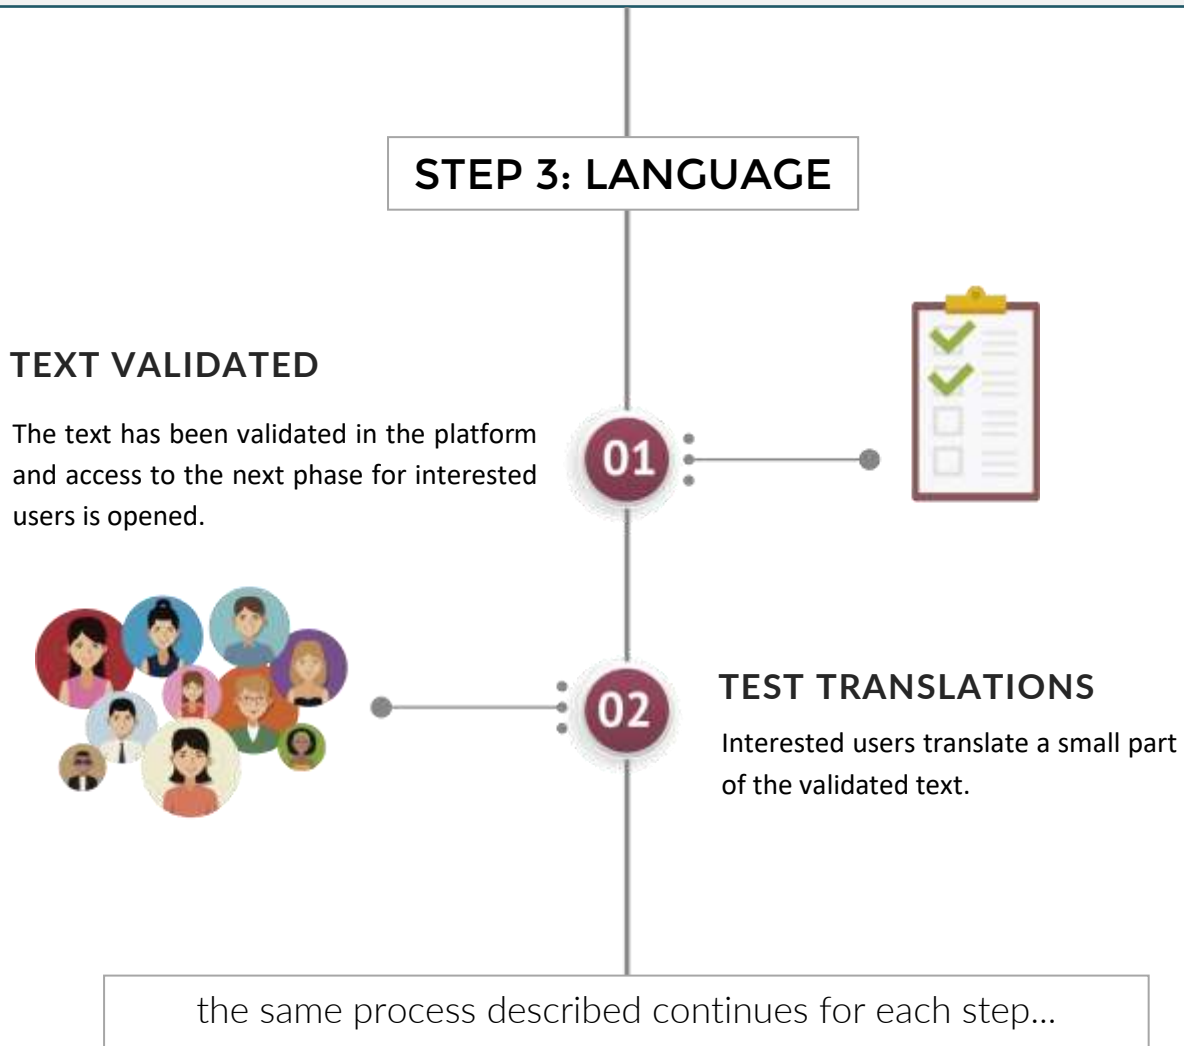 STEP 3: LANGUAGE
TEXT VALIDATED
The text has been validated in the platform
and access to the next phase for interested
users is opened.
01
02
TEST TRANSLATIONS
Interested users translate a small part
of the validated text.
the same process described continues for each step...